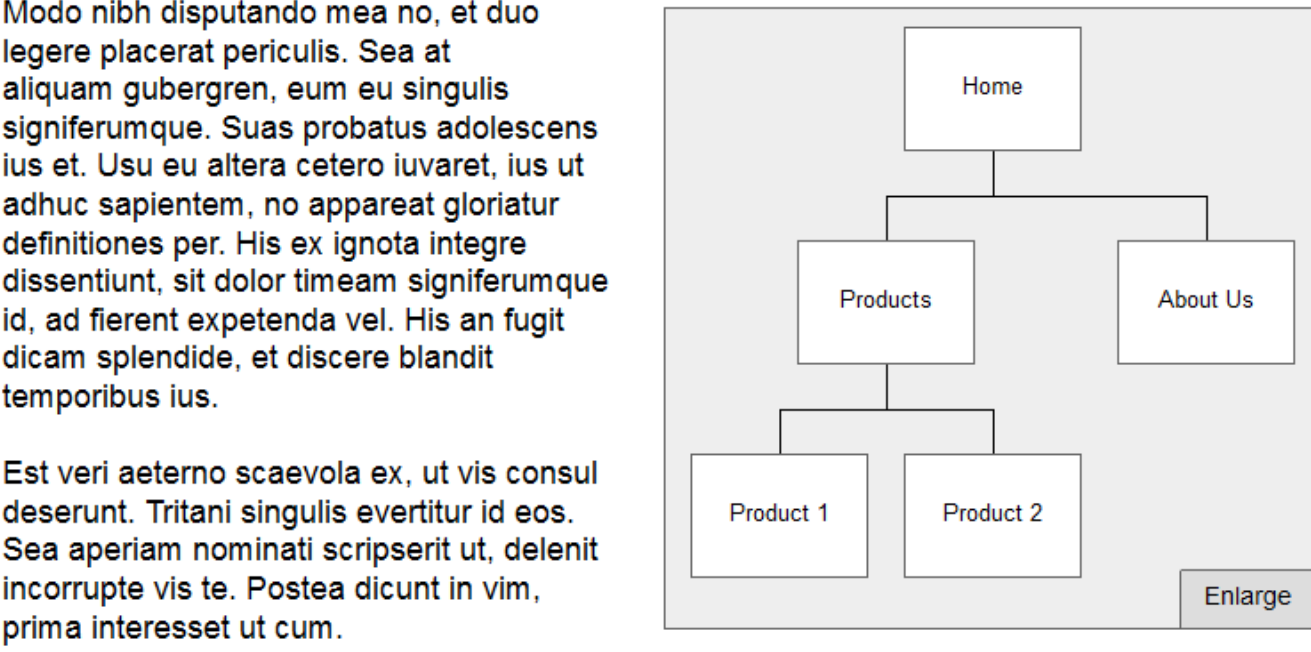 Modo nibh disputando mea no, et duo
legere placerat periculis. Sea at
aliquam gubergren, eum eu singulis
signiferumque. Suas probatus adolescens
ius et. Usu eu altera cetero iuvaret, ius ut
adhuc sapientem, no appareat gloriatur
definitiones per. His ex ignota integre
dissentiunt, sit dolor timeam signiferumque
id, ad fierent expetenda vel. His an fugit
dicam splendide, et discere blandit
temporibus ius.
Est veri aeterno scaevola ex, ut vis consul
deserunt. Tritani singulis evertitur id eos.
Sea aperiam nominati scripserit ut, delenit
incorrupte vis te. Postea dicunt in vim,
prima interesset ut cum.
Home
Products
About Us
Product 1
Product 2
Enlarge